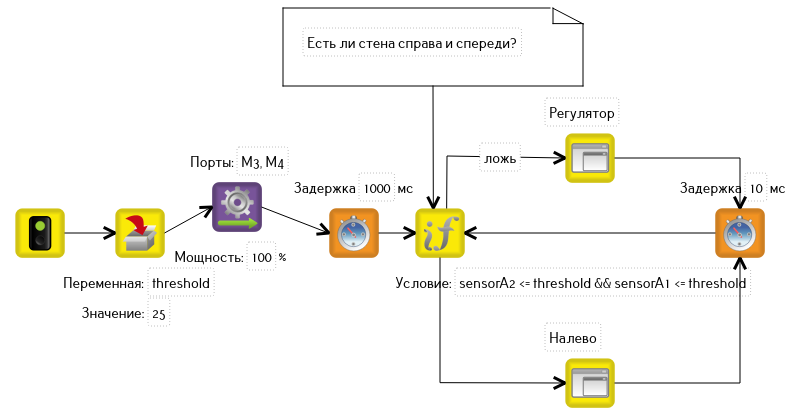 Есть ли стена справа и спереди?
Регулятор
Порты: M3, M4
ложь
Задержка 1000 мс
Задержка 10 мс
if
Мощность: 100 %
Переменная: threshold
Условие: sensorA2 <= threshold && sensorA1 <= threshold
Значение: 25
Налево